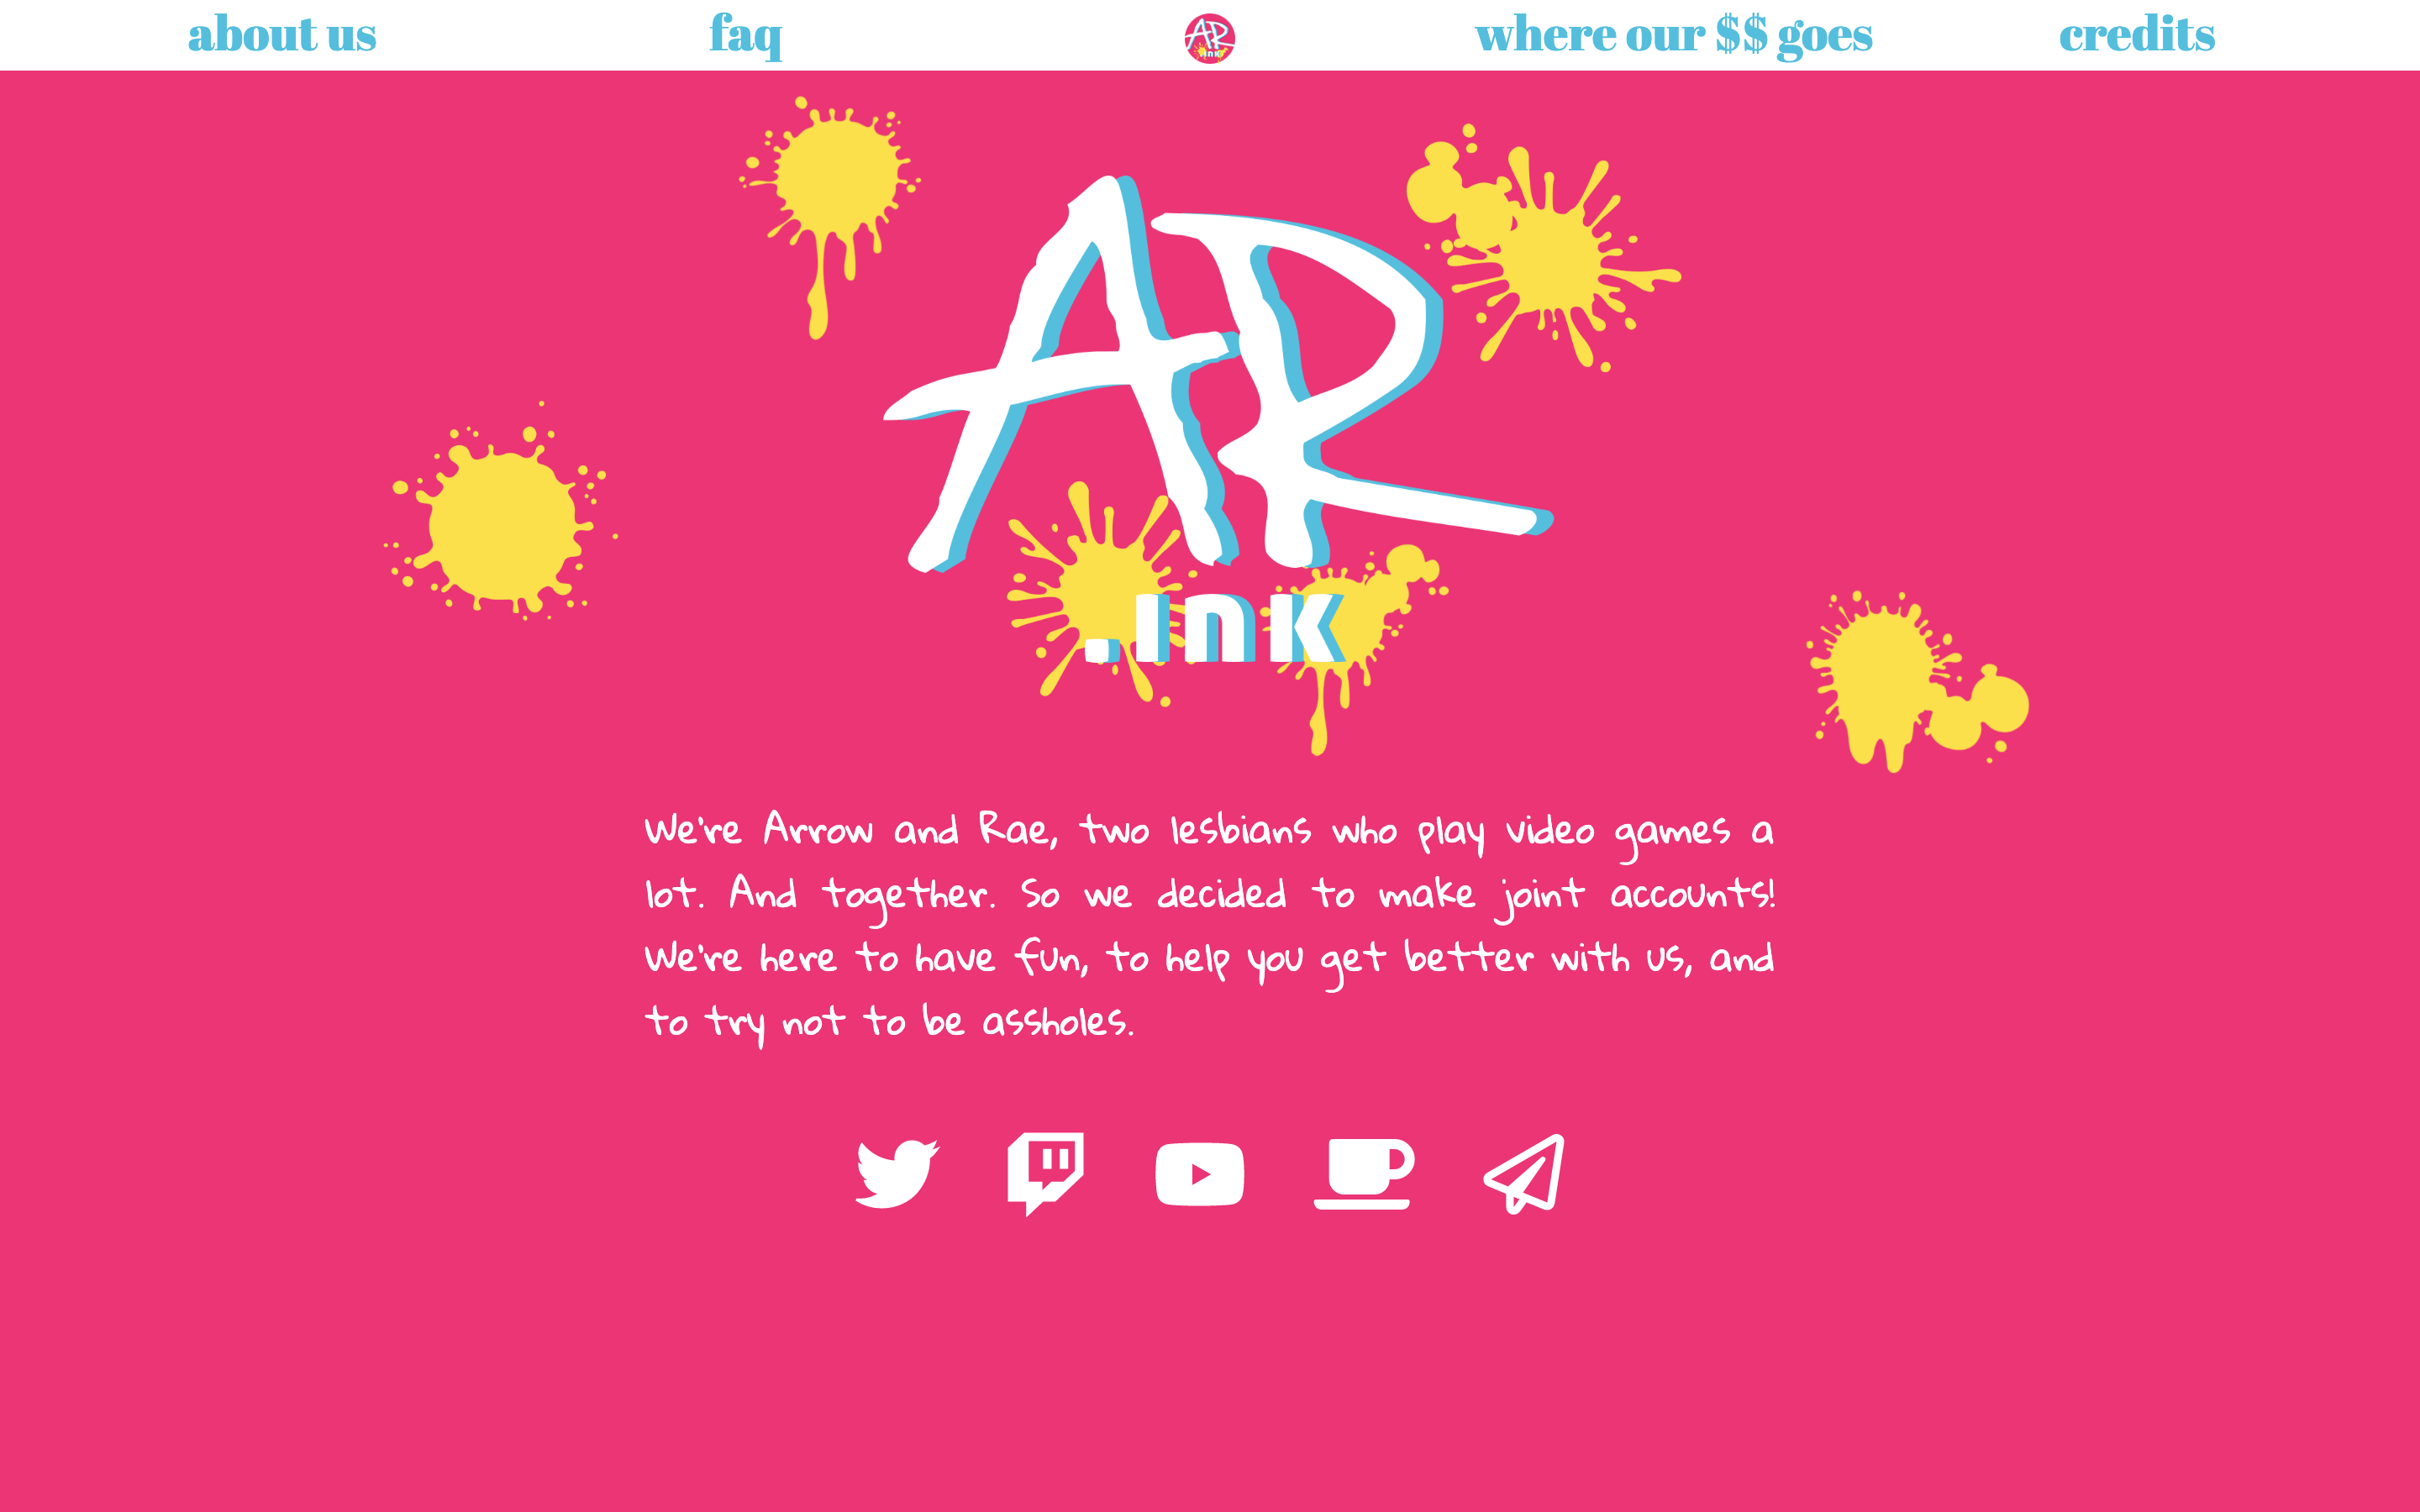 about us
faq
AR
.ink
where our $$ goes
credits
AR
.ink
We're Arrow and Rae, two lesbians who play video games a
lot. And together. So we decided to make joint accounts!
We're here to have fun, to help you get better with us, and
to try not to be assholes.